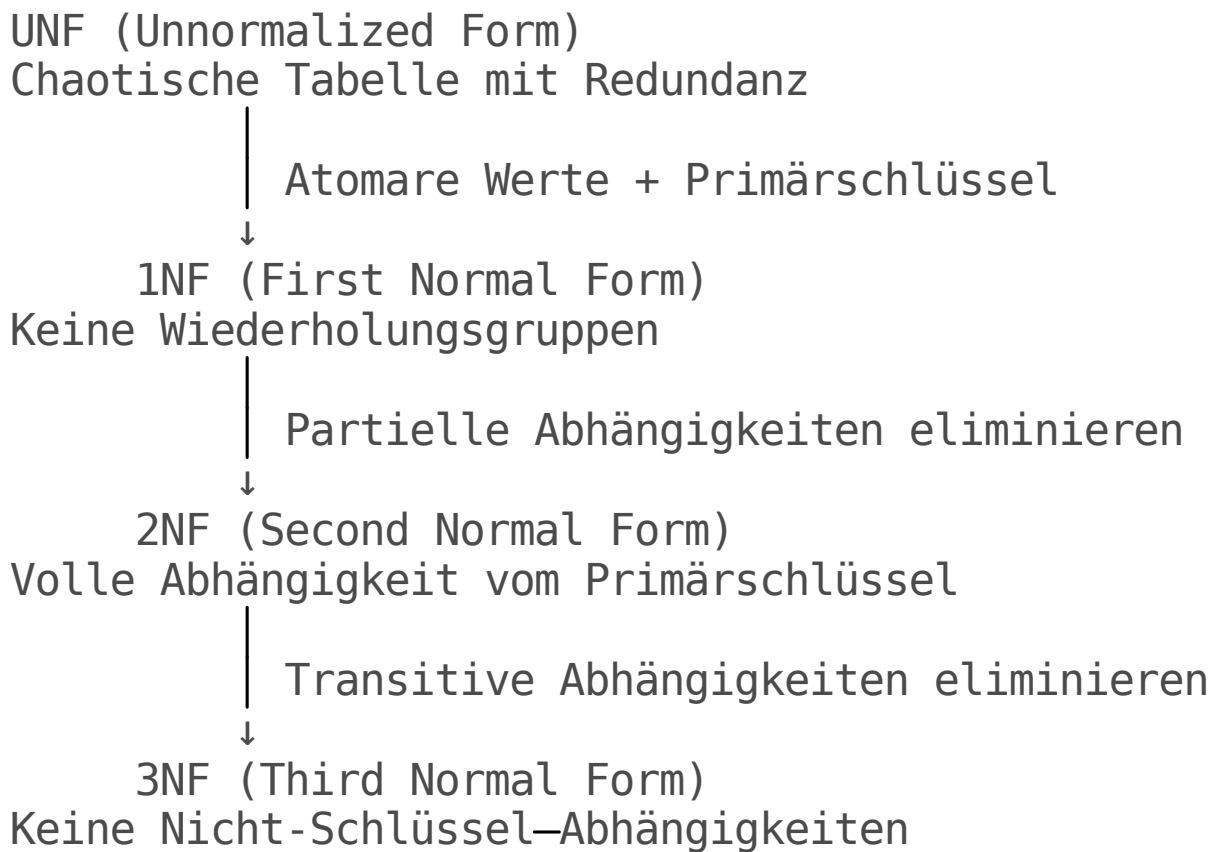 UNF (Unnormalized Form)
Chaotische Tabelle mit Redundanz
Atomare Werte + Primärschlüssel
↓
1NF (First Normal Form)
Keine Wiederholungsgruppen
Partielle Abhängigkeiten eliminieren
↓
2NF (Second Normal Form)
Volle Abhängigkeit vom Primärschlüssel
Transitive Abhängigkeiten eliminieren
↓
3NF (Third Normal Form)
Keine Nicht-Schlüssel—Abhängigkeiten